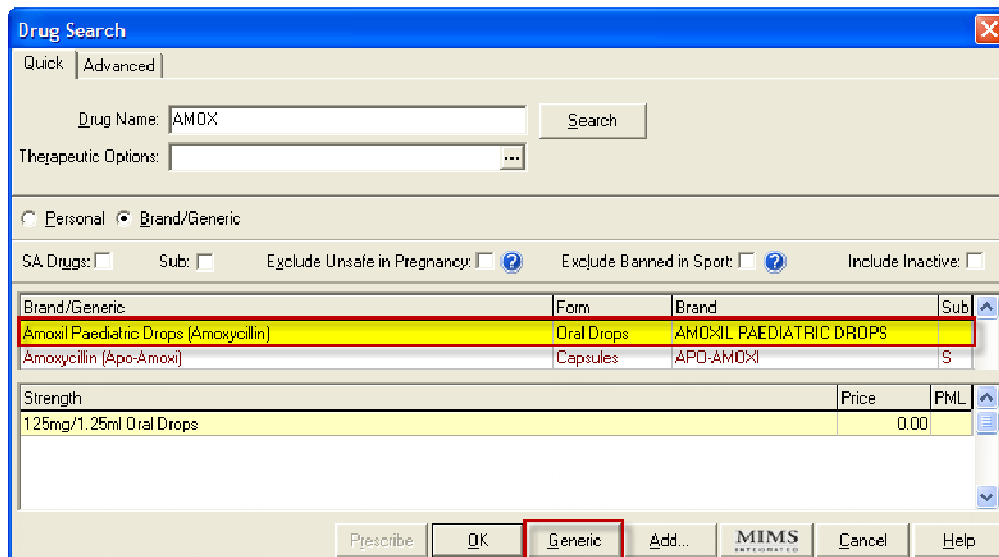 Drug Search
Quick Advanced
Drug Name: AMOX Search
Therapeutic Options: ...
Personal Brand/Generic
SA Drugs: Sub: Exclude Unsafe in Pregnancy: ? Exclude Banned in Sport: ? Include Inactive:
Brand/Generic Form Brand Sub
Amoxil Paediatric Drops (Amoxycillin) Oral Drops AMOXIL PAEDIATRIC DROPS
Amoxycillin (Apo-Amoxi) Capsules APO-AMOXI S
Strength Price PML
125mg/1.25ml Oral Drops 0.00
Prescribe OK Generic Add... MIMS INTEGRATED Cancel Help